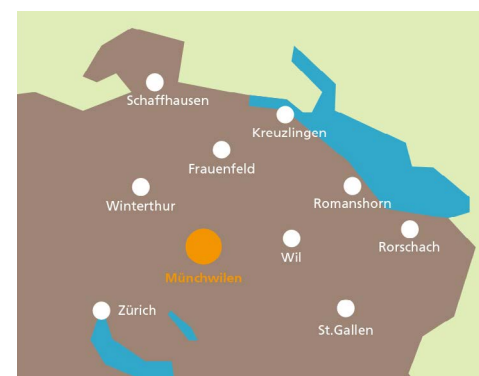 Schaffhausen
Kreuzlingen
Frauenfeld
Winterthur
Romanshorn
Rorschach
Wil
Münchwilen
Zürich
St.Gallen